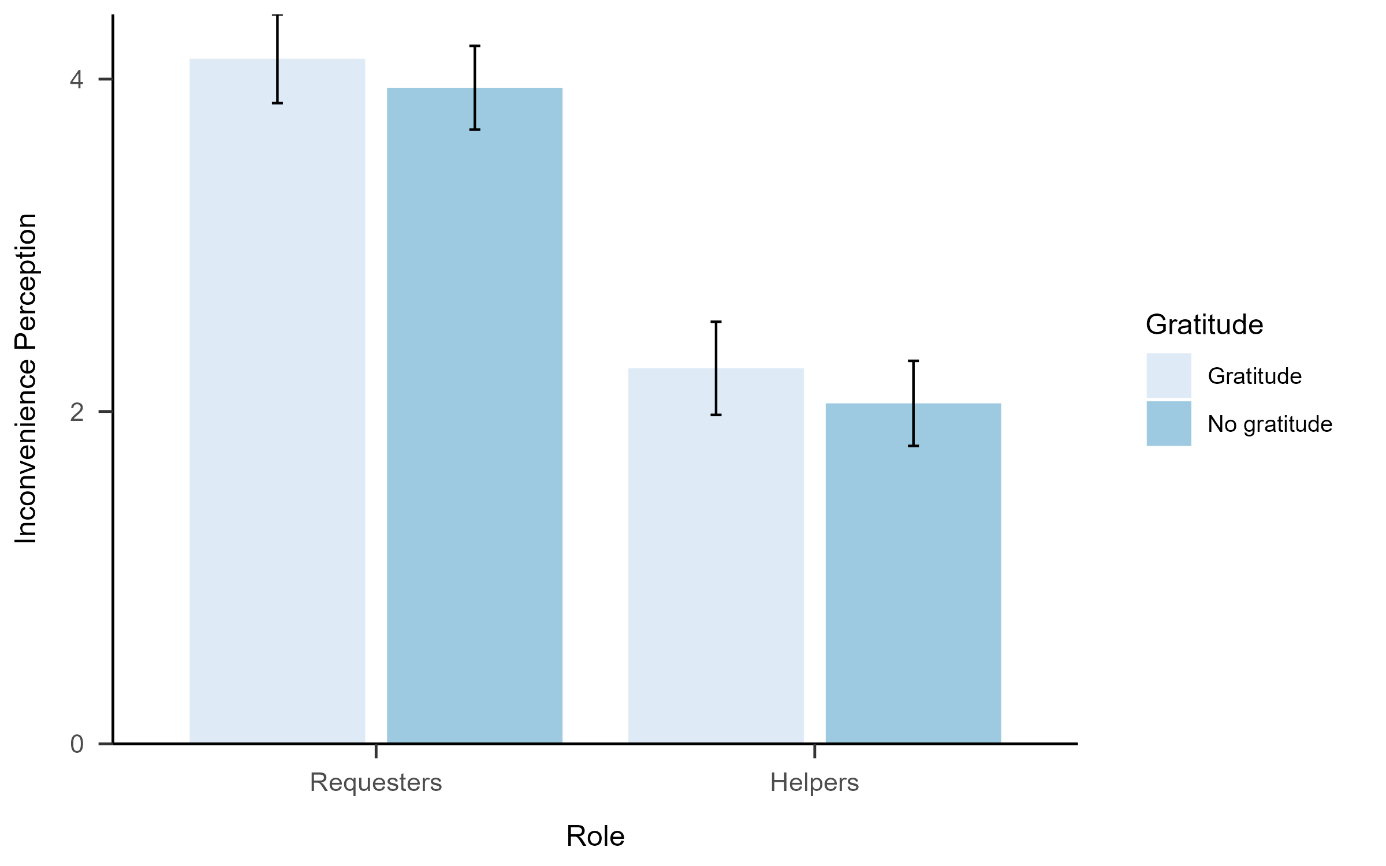 Inconvenience Perception
4
2
0
Requesters
Helpers
Role
Gratitude
Gratitude
No gratitude